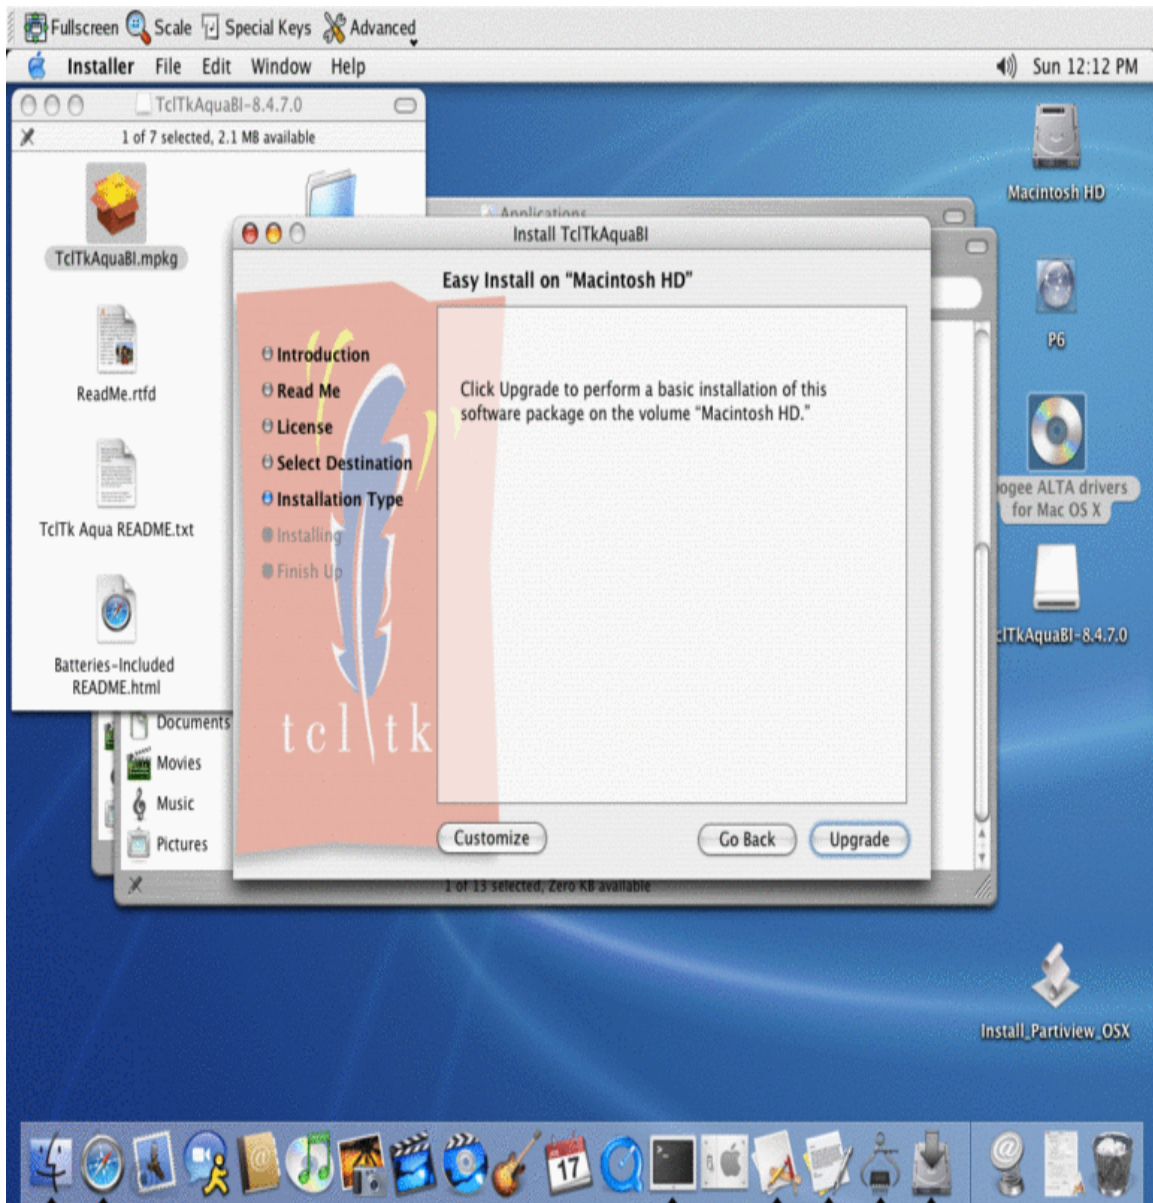 Fullscreen Scale Special Keys Advanced
Installer File Edit Window Help Sun 12:12 PM
TclTkAquaBI-8.4.7.0
1 of 7 selected, 2.1 MB available
TclTkAquaBI.mpkg
ReadMe.rtfd
TclTk Aqua README.txt
Batteries-Included
README.html
Applications
Install TclTkAquaBI
Easy Install on “Macintosh HD”
Introduction
Read Me
License
Select Destination
Installation Type
Installing
Finish Up
Click Upgrade to perform a basic installation of this
software package on the volume “Macintosh HD.”
tcl tk
Customize Go Back Upgrade
Documents
Movies
Music
Pictures
1 of 13 selected, Zero KB available
Macintosh HD
P6
ogee ALTA drivers
for Mac OS X
clTkAquaBI-8.4.7.0
Install_Partiview_OSX
17